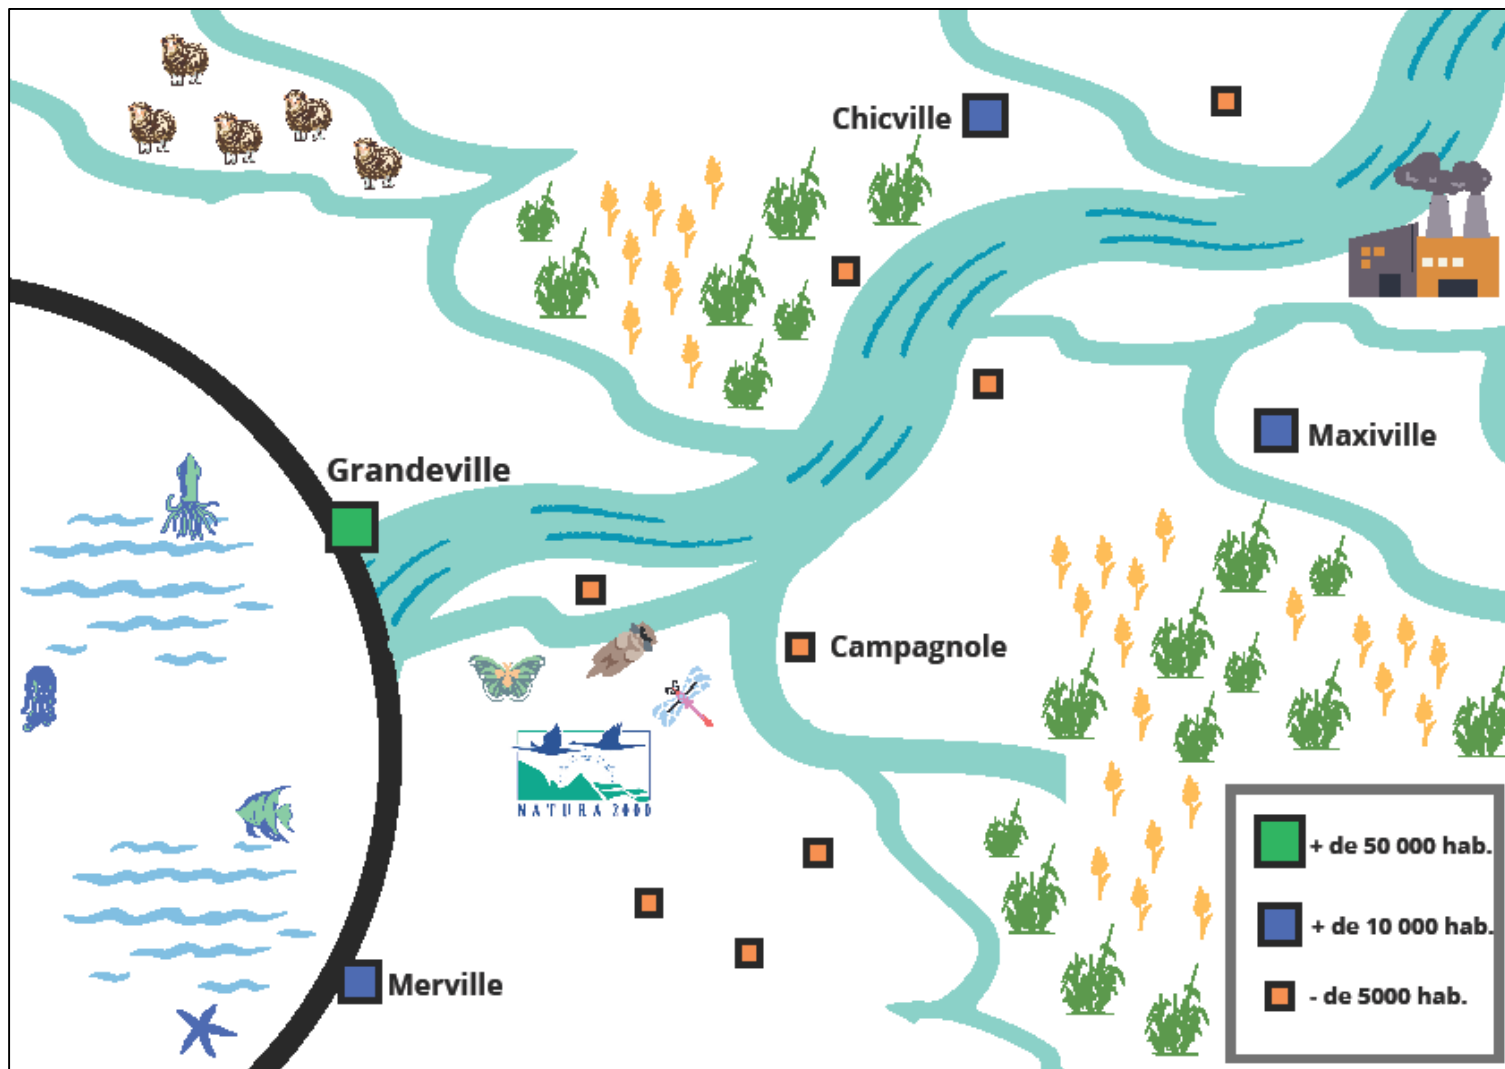 Chicville
Maxiville
Grandeville
Campagnole
NATURA 2000
Merville
+ de 50 000 hab.
+ de 10 000 hab.
- de 5000 hab.